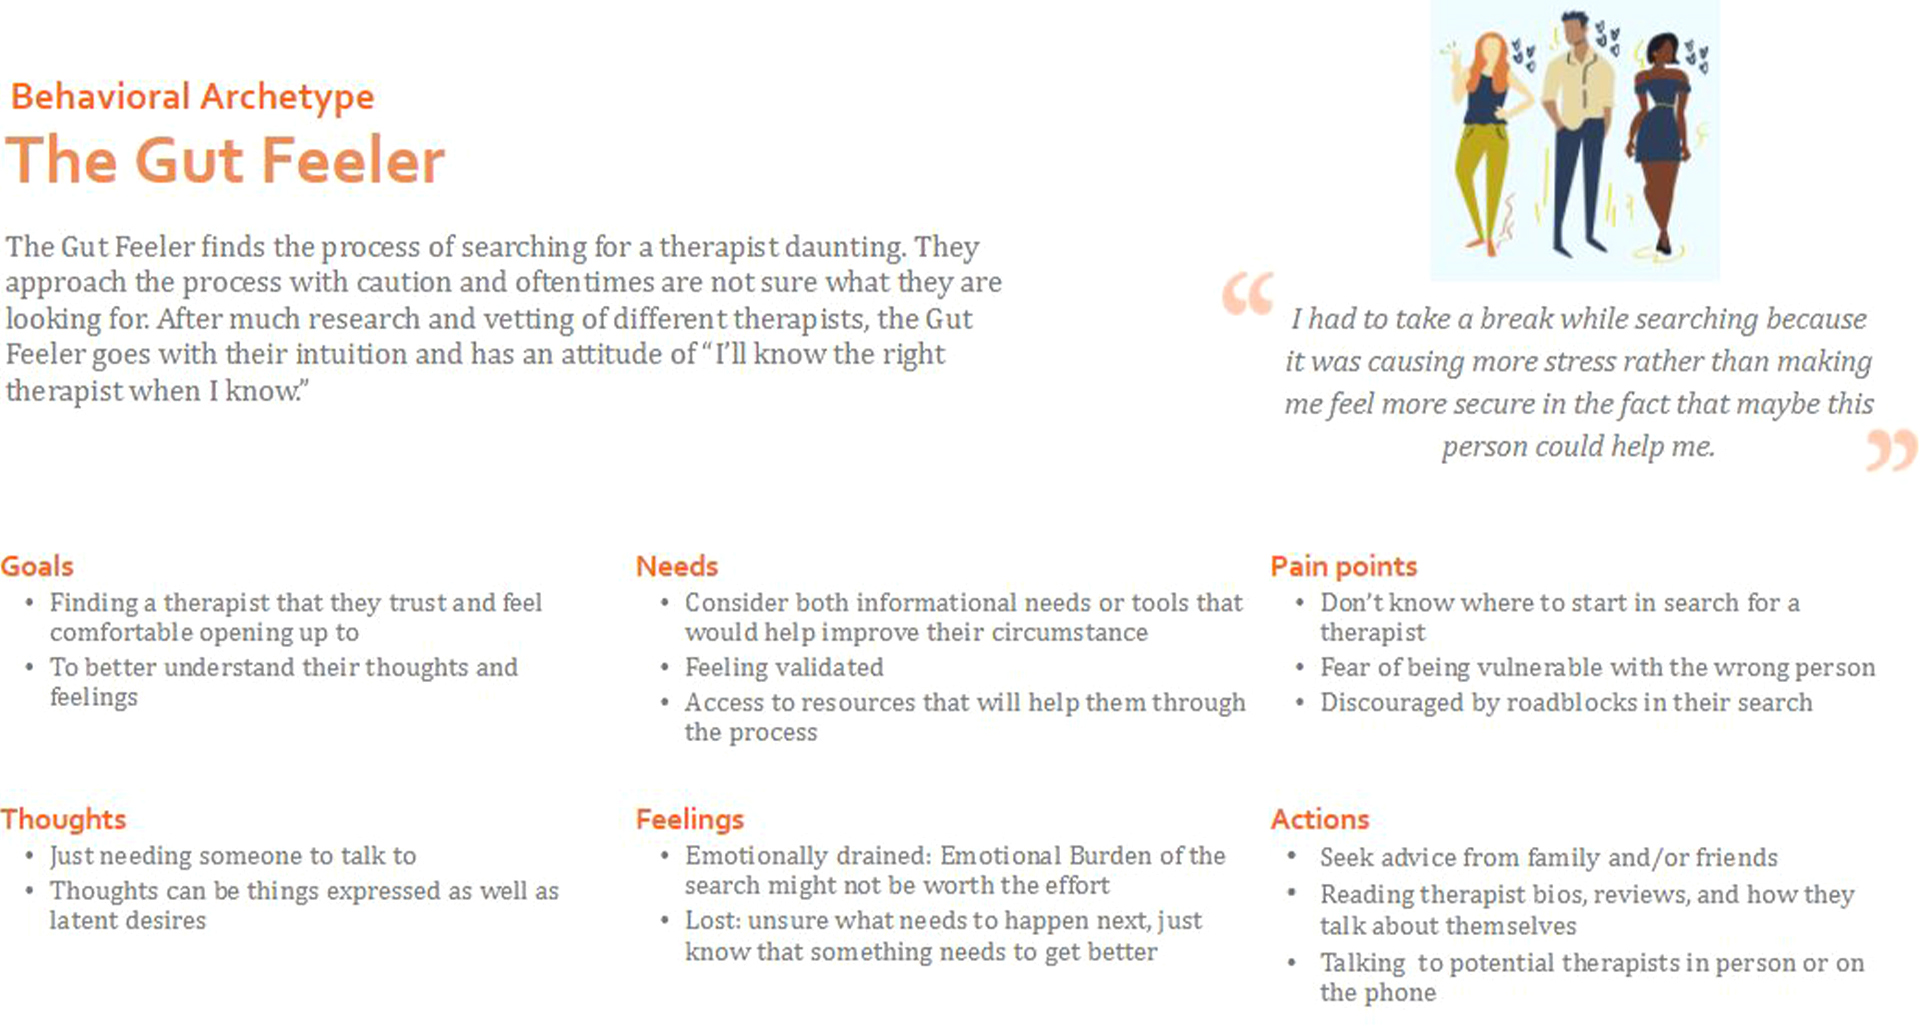 Behavioral Archetype
The Gut Feeler
The Gut Feeler finds the process of searching for a therapist daunting. They
approach the process with caution and oftentimes are not sure what they are
looking for. After much research and vetting of different therapists, the Gut
Feeler goes with their intuition and has an attitude of “I’ll know the right
therapist when I know.”
“
I had to take a break while searching because
it was causing more stress rather than making
me feel more secure in the fact that maybe this
person could help me.
”
Goals
• Finding a therapist that they trust and feel
comfortable opening up to
• To better understand their thoughts and
feelings
Needs
• Consider both informational needs or tools that
would help improve their circumstance
• Feeling validated
• Access to resources that will help them through
the process
Pain points
• Don’t know where to start in search for a
therapist
• Fear of being vulnerable with the wrong person
• Discouraged by roadblocks in their search
Thoughts
• Just needing someone to talk to
• Thoughts can be things expressed as well as
latent desires
Feelings
• Emotionally drained: Emotional Burden of the
search might not be worth the effort
• Lost: unsure what needs to happen next, just
know that something needs to get better
Actions
• Seek advice from family and/or friends
• Reading therapist bios, reviews, and how they
talk about themselves
• Talking to potential therapists in person or on
the phone